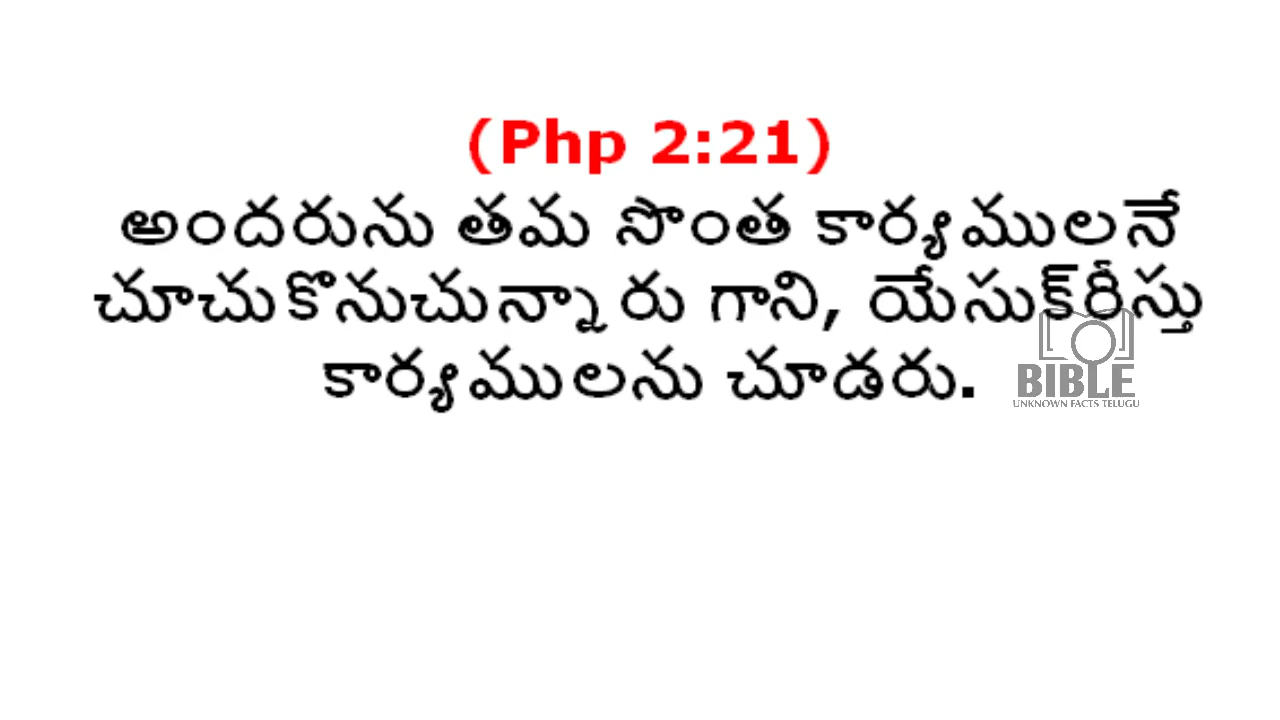 (Php 2:21)
అందరును తమ సొంత కార్యములనే
చూచుకొనుచున్నా రు గాని, యేసుక్‌రీస్తు
కార్యములను చూడరు.
BIBLE
UNKNOWN FACTS TELUGU